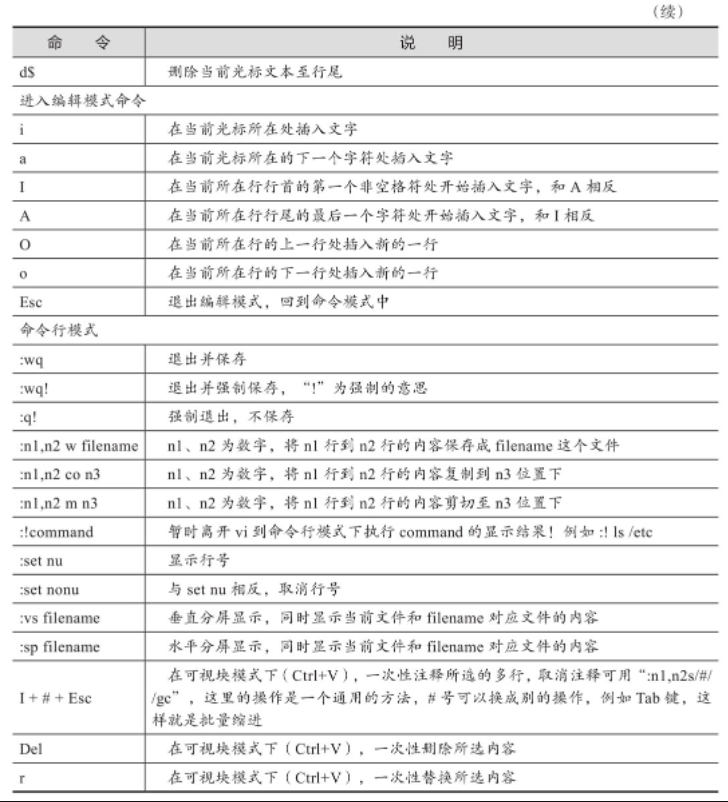 （续）
命 令 说 明
d$ 删除当前光标文本至行尾
进入编辑模式命令
i 在当前光标所在处插入文字
a 在当前光标所在的下一个字符处插入文字
I 在当前所在行行首的第一个非空格符处开始插入文字，和 A 相反
A 在当前所在行行尾的最后一个字符处开始插入文字，和 I 相反
O 在当前所在行的上一行处插入新的一行
o 在当前所在行的下一行处插入新的一行
Esc 退出编辑模式，回到命令模式中
命令行模式
:wq 退出并保存
:wq! 退出并强制保存，“!”为强制的意思
:q! 强制退出，不保存
:n1,n2 w filename n1、n2 为数字，将 n1 行到 n2 行的内容保存成 filename 这个文件
:n1,n2 co n3 n1、n2 为数字，将 n1 行到 n2 行的内容复制到 n3 位置下
:n1,n2 m n3 n1、n2 为数字，将 n1 行到 n2 行的内容剪切至 n3 位置下
:!command 暂时离开 vi 到命令行模式下执行 command 的显示结果！例如 :! ls /etc
:set nu 显示行号
:set nonu 与 set nu 相反，取消行号
:vs filename 垂直分屏显示，同时显示当前文件和 filename 对应文件的内容
:sp filename 水平分屏显示，同时显示当前文件和 filename 对应文件的内容
在可视块模式下（Ctrl+V），一次性注释所选的多行，取消注释可用“:n1,n2s/#/
I + # + Esc /gc”，这里的操作是一个通用的方法，# 号可以换成别的操作，例如 Tab 键，这
样就是批量缩进
Del 在可视块模式下（Ctrl+V），一次性删除所选内容
r 在可视块模式下（Ctrl+V），一次性替换所选内容